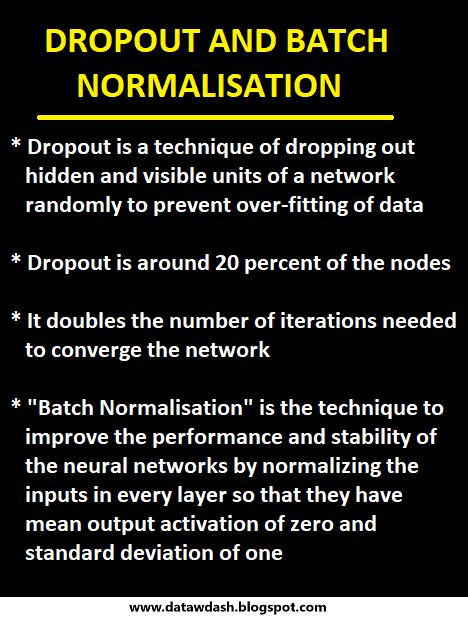 DROPOUT AND BATCH
NORMALISATION
* Dropout is a technique of dropping out
hidden and visible units of a network
randomly to prevent over-fitting of data
* Dropout is around 20 percent of the nodes
* It doubles the number of iterations needed
to converge the network
* "Batch Normalisation" is the technique to
improve the performance and stability of
the neural networks by normalizing the
inputs in every layer so that they have
mean output activation of zero and
standard deviation of one
www.datawdash.blogspot.com